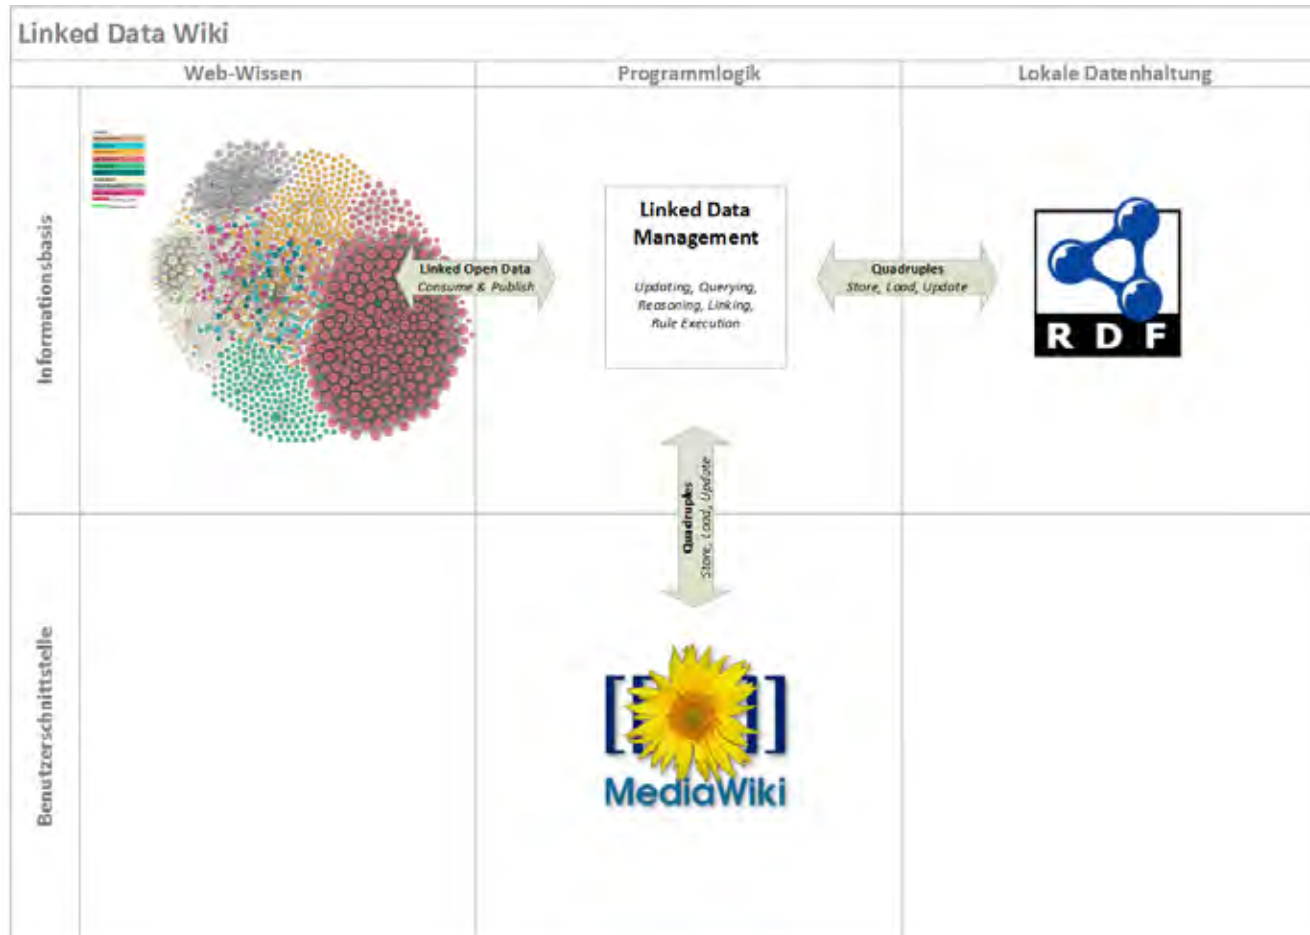 Linked Data Wiki
Web-Wissen
Programmlogik
Lokale Datenhaltung
Informationsbasis
Linked Open Data
Consume & Publish
Linked Data
Management
Updating, Querying,
Reasoning, Linking,
Rule Execution
Quadruples
Store, Load, Update
RDF
Quadruples
Store, Load, Update
Benutzerschnittstelle
[[ ]]
MediaWiki